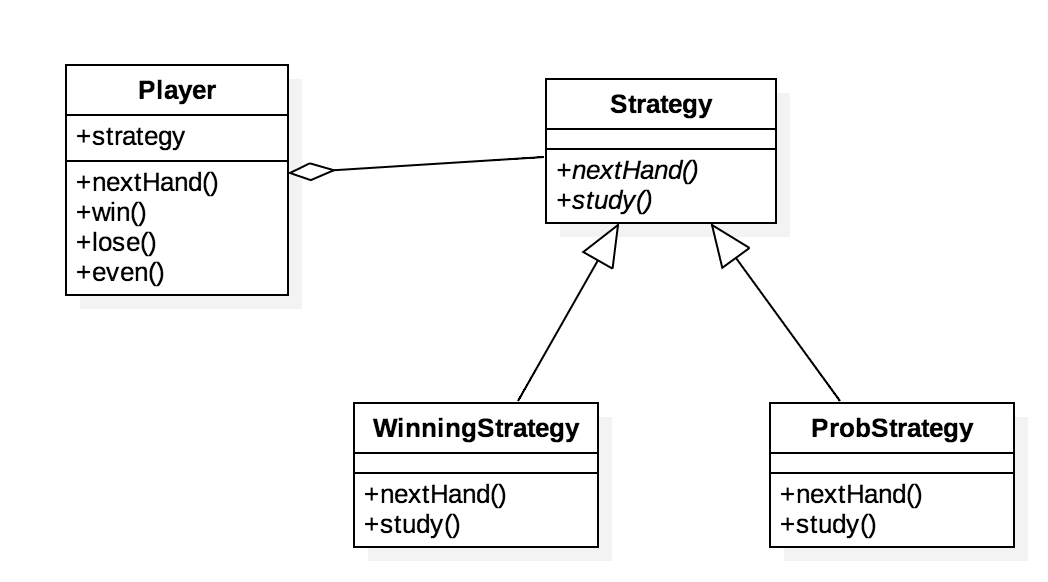 Player
+strategy
+nextHand()
+win()
+lose()
+even()
Strategy
+nextHand()
+study()
WinningStrategy
+nextHand()
+study()
ProbStrategy
+nextHand()
+study()